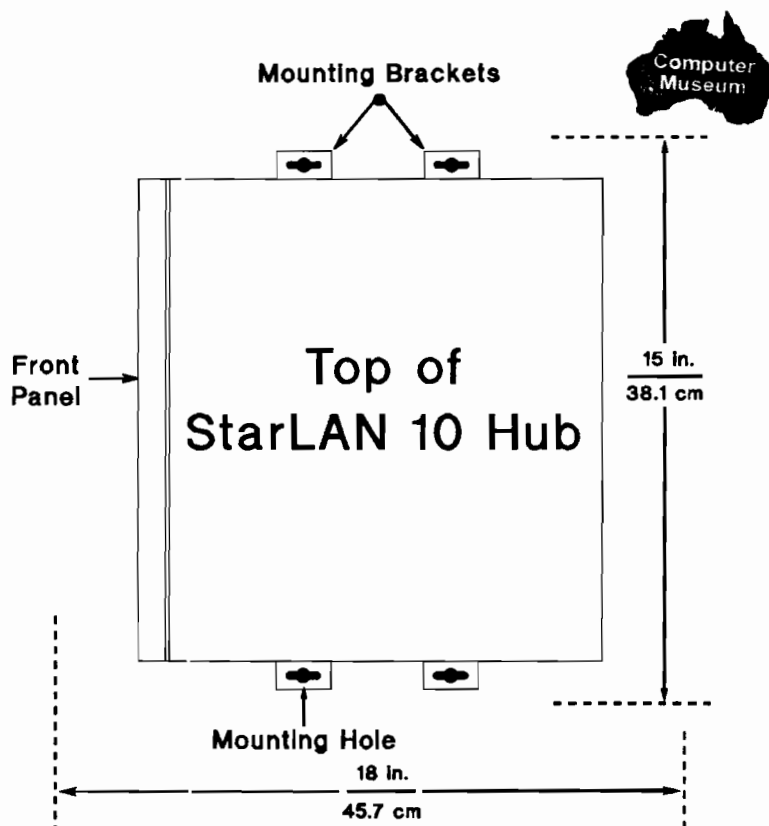 Computer
Museum
Mounting Brackets
Front
Panel
Top of
StarLAN 10 Hub
15 in.
38.1 cm
Mounting Hole
18 in.
45.7 cm